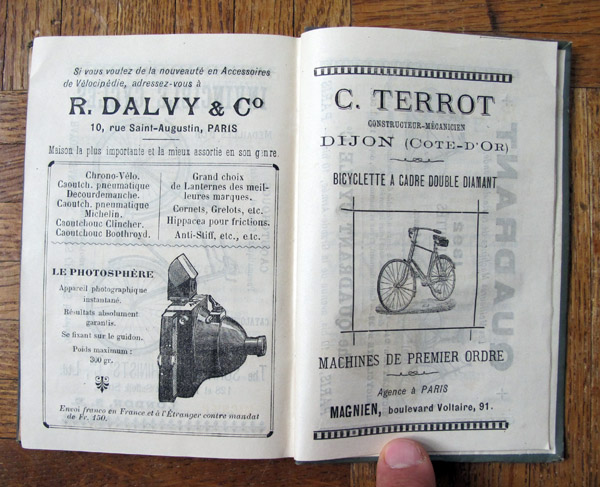 Si vous voulez de la nouveauté en Accessoires
de Vélocipédie, adressez-vous à
R. DALVY & Co
10, rue Saint-Augustin, PARIS
Maison la plus importante et la mieux assortie en son genre
Chrono-Vélo.
Caoutch. pneumatique
Decourdemanche.
Caoutch. pneumatique
Michelin.
Caoutchouc Clincher.
Caoutchouc Boothroyd.
Grand choix
de Lanternes des meil-
leures marques.
Cornets, Grelots, etc.
Hippacea pour frictions.
Anti-Stiff, etc., etc.
LE PHOTOSPHÈRE
Appareil photographique
instantané.
Résultats absolument
garantis.
Se fixant sur le guidon.
Poids maximum :
300 gr.
Envoi franco en France et à l'Étranger contre mandat
de Fr. 150.
C. TERROT
CONSTRUCTEUR-MÉCANICIEN
DIJON (COTE-D'OR)
BICYCLETTE A CADRE DOUBLE DIAMANT
MACHINES DE PREMIER ORDRE
Agence à PARIS
MAGNIEN, boulevard Voltaire, 91.